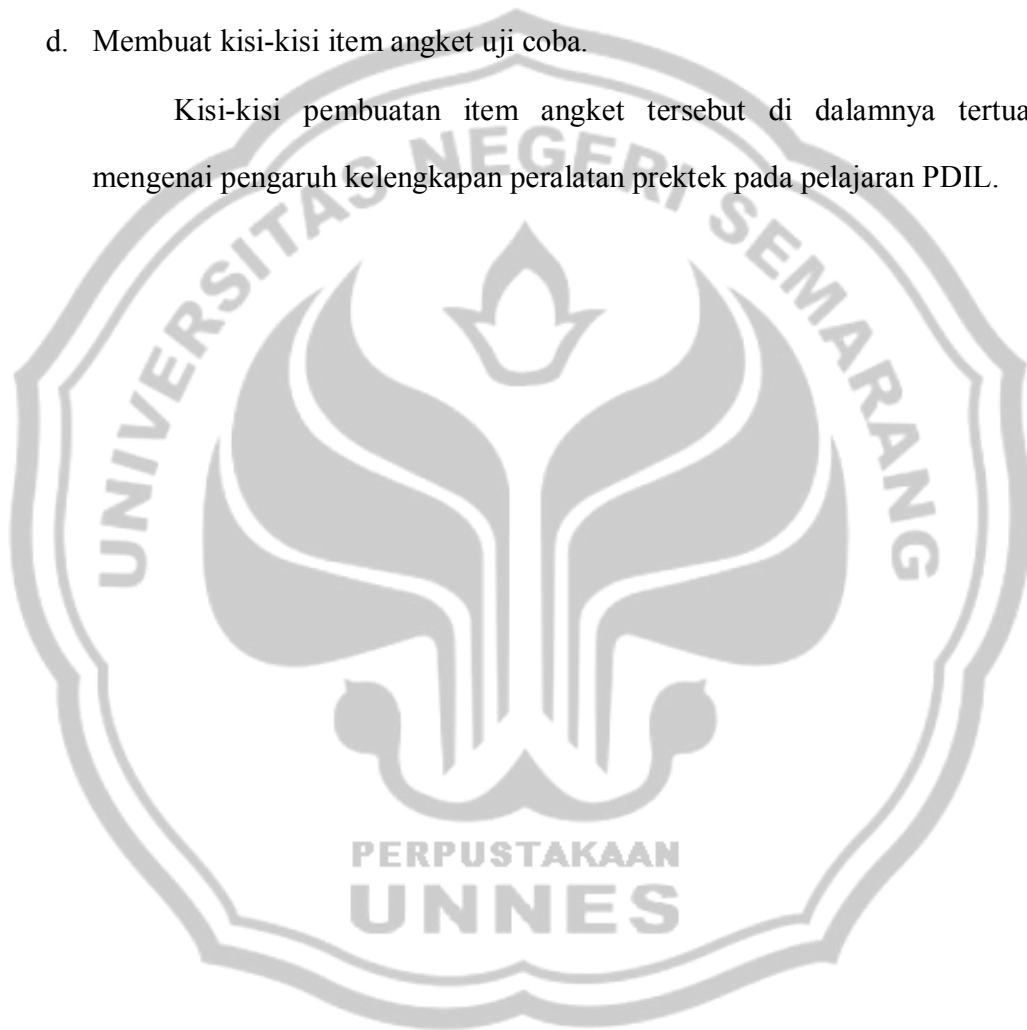 d. Membuat kisi-kisi item angket uji coba.
Kisi-kisi pembuatan item angket tersebut di dalamnya tertua
mengenai pengaruh kelengkapan peralatan prektek pada pelajaran PDIL.
UNIVERSITAS NEGERI SEMARANG
PERPUSTAKAAN
UNNES